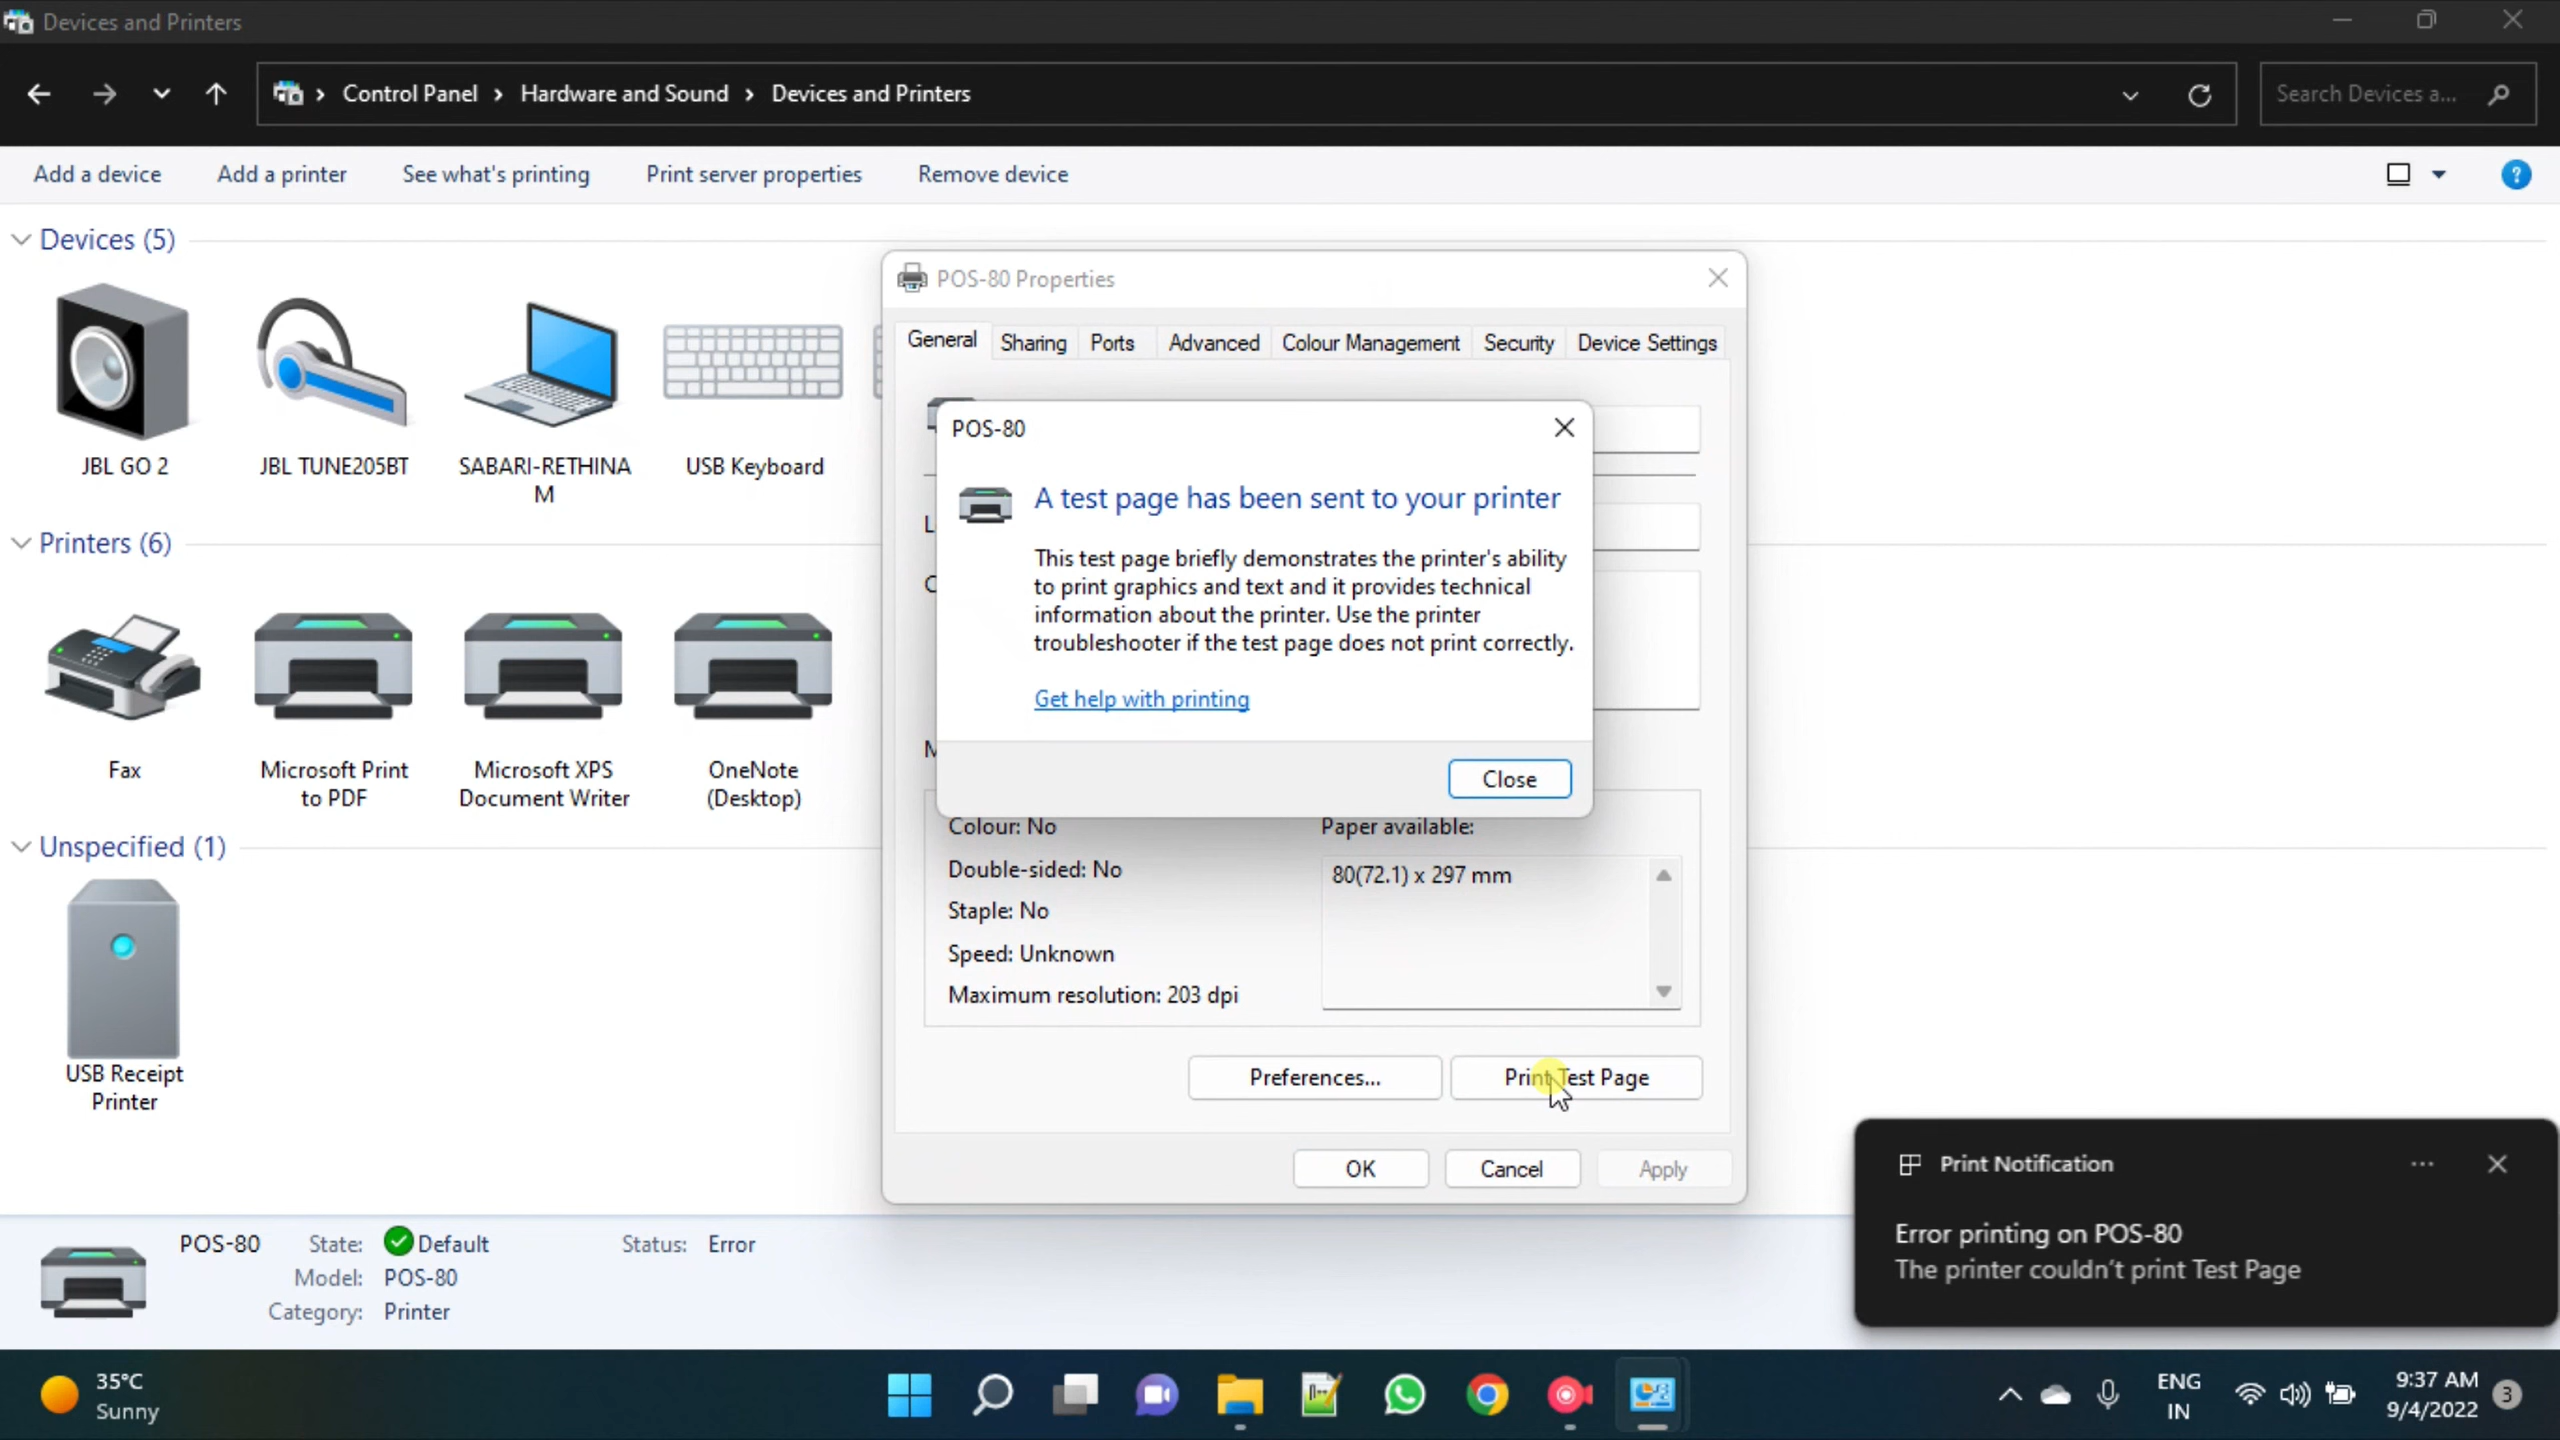 Devices and Printers
Control Panel > Hardware and Sound > Devices and Printers
Search Devices a...
Add a device
Add a printer
See what's printing
Print server properties
Remove device
?
Devices (5)
JBL GO 2
JBL TUNE205BT
SABARI-RETHINA
M
USB Keyboard
Printers (6)
Fax
Microsoft Print
to PDF
Microsoft XPS
Document Writer
OneNote
(Desktop)
Unspecified (1)
USB Receipt
Printer
POS-80 Properties
General
Sharing
Ports
Advanced
Colour Management
Security
Device Settings
POS-80
A test page has been sent to your printer
This test page briefly demonstrates the printer's ability
to print graphics and text and it provides technical
information about the printer. Use the printer
troubleshooter if the test page does not print correctly.
Get help with printing
Close
Colour: No
Double-sided: No
Staple: No
Speed: Unknown
Maximum resolution: 203 dpi
Paper available:
80(72.1) x 297 mm
Preferences...
Print Test Page
OK
Cancel
Apply
Print Notification
Error printing on POS-80
The printer couldn't print Test Page
POS-80
State: Default
Status: Error
Model: POS-80
Category: Printer
35°C
Sunny
ENG
IN
9:37 AM
9/4/2022
3